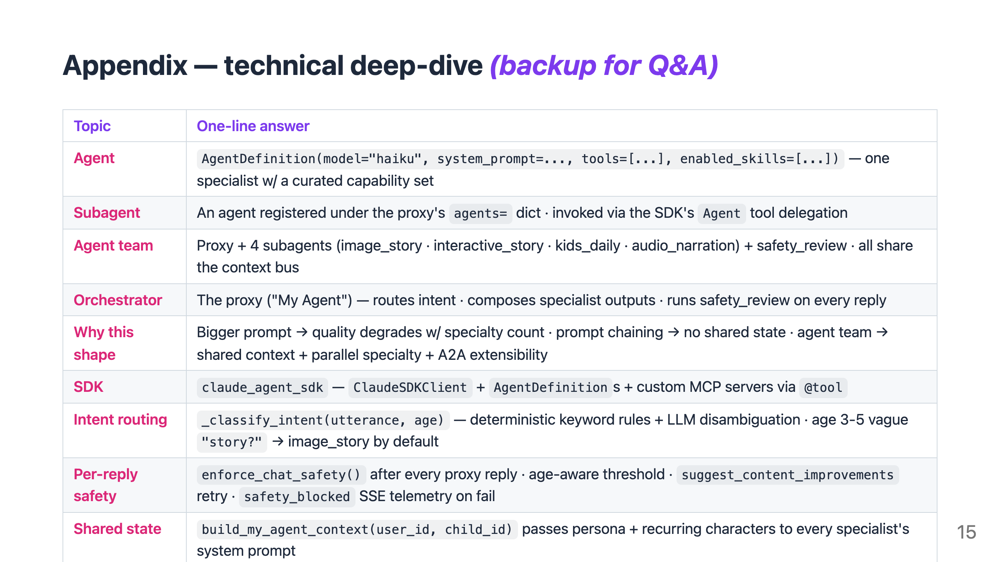 Appendix — technical deep-dive (backup for Q&A)
Topic
One-line answer
Agent
AgentDefinition(model="haiku", system_prompt=..., tools=[...], enabled_skills=[...]) — one
specialist w/ a curated capability set
Subagent
An agent registered under the proxy's agents= dict · invoked via the SDK's Agent tool delegation
Agent team
Proxy + 4 subagents (image_story · interactive_story · kids_daily · audio_narration) + safety_review · all share
the context bus
Orchestrator
The proxy ("My Agent") — routes intent · composes specialist outputs · runs safety_review on every reply
Why this
shape
Bigger prompt → quality degrades w/ specialty count · prompt chaining → no shared state · agent team →
shared context + parallel specialty + A2A extensibility
SDK
claude_agent_sdk — ClaudeSDKClient + AgentDefinition s + custom MCP servers via @tool
Intent routing
_classify_intent(utterance, age) — deterministic keyword rules + LLM disambiguation · age 3-5 vague
"story?" → image_story by default
Per-reply
safety
enforce_chat_safety() after every proxy reply · age-aware threshold · suggest_content_improvements
retry · safety_blocked SSE telemetry on fail
Shared state
build_my_agent_context(user_id, child_id) passes persona + recurring characters to every specialist's
system prompt
15